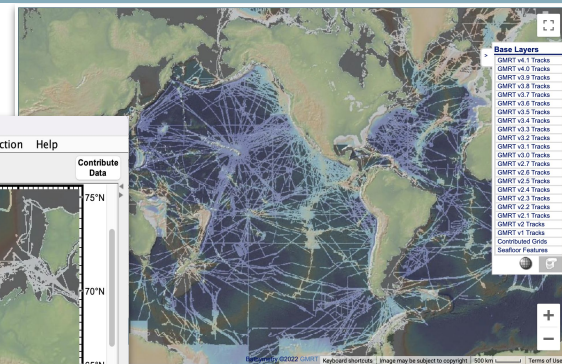 ction Help
Contribute
Data
75°N
70°N
Base Layers
>
GMRT v4.1 Tracks
GMRT v4.0 Tracks
GMRT v3.9 Tracks
GMRT v3.8 Tracks
GMRT v3.7 Tracks
GMRT v3.6 Tracks
GMRT v3.5 Tracks
GMRT v3.4 Tracks
GMRT v3.3 Tracks
GMRT v3.2 Tracks
GMRT v3.1 Tracks
GMRT v3.0 Tracks
GMRT v2.7 Tracks
GMRT v2.6 Tracks
GMRT v2.5 Tracks
GMRT v2.4 Tracks
GMRT v2.3 Tracks
GMRT v2.2 Tracks
GMRT v2.1 Tracks
GMRT v2 Tracks
GMRT v1 Tracks
Contributed Grids
Seafloor Features
+
−
©2022 GMRT Keyboard shortcuts Image may be subject to copyright 500 km Terms of Use